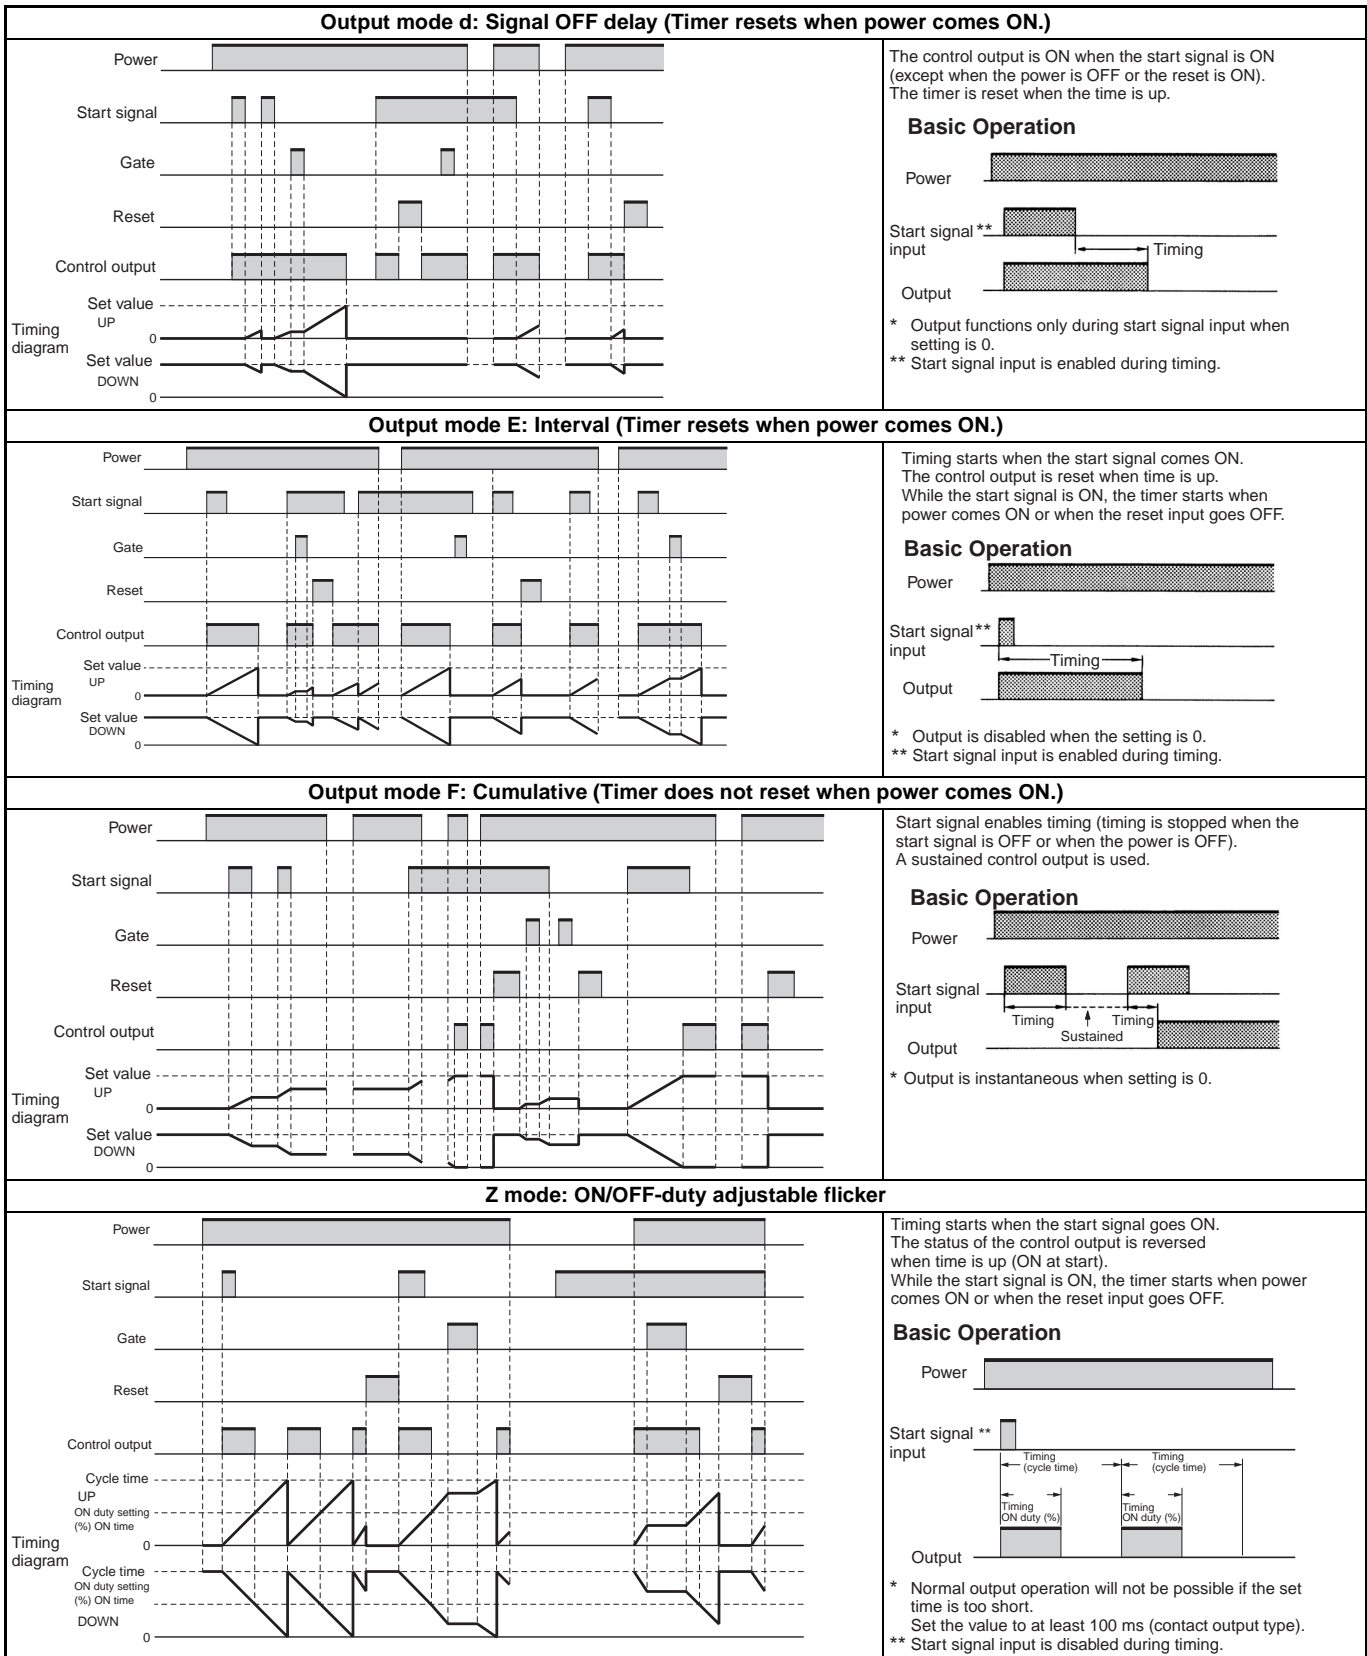 Output mode d: Signal OFF delay (Timer resets when power comes ON.)
Power
Start signal
Gate
Reset
Control output
Set value
UP
0
Timing
diagram
Set value
DOWN
0
The control output is ON when the start signal is ON
(except when the power is OFF or the reset is ON).
The timer is reset when the time is up.
Basic Operation
Power
Start signal **
input
Timing
Output
* Output functions only during start signal input when
setting is 0.
** Start signal input is enabled during timing.
Output mode E: Interval (Timer resets when power comes ON.)
Power
Start signal
Gate
Reset
Control output
Set value
UP
0
Timing
diagram
Set value
DOWN
0
Timing starts when the start signal comes ON.
The control output is reset when time is up.
While the start signal is ON, the timer starts when
power comes ON or when the reset input goes OFF.
Basic Operation
Power
Start signal**
input
Timing
Output
* Output is disabled when the setting is 0.
** Start signal input is enabled during timing.
Output mode F: Cumulative (Timer does not reset when power comes ON.)
Power
Start signal
Gate
Reset
Control output
Set value
UP
0
Timing
diagram
Set value
DOWN
0
Start signal enables timing (timing is stopped when the
start signal is OFF or when the power is OFF).
A sustained control output is used.
Basic Operation
Power
Start signal
input
Timing
Timing
Sustained
Output
* Output is instantaneous when setting is 0.
Z mode: ON/OFF-duty adjustable flicker
Power
Start signal
Gate
Reset
Control output
Cycle time
UP
ON duty setting
(%) ON time
0
Timing
diagram
Cycle time
ON duty setting
(%) ON time
DOWN
0
Timing starts when the start signal goes ON.
The status of the control output is reversed
when time is up (ON at start).
While the start signal is ON, the timer starts when power
comes ON or when the reset input goes OFF.
Basic Operation
Power
Start signal **
input
Timing
(cycle time)
Timing
(cycle time)
Timing
ON duty (%)
Timing
ON duty (%)
Output
* Normal output operation will not be possible if the set
time is too short.
Set the value to at least 100 ms (contact output type).
** Start signal input is disabled during timing.